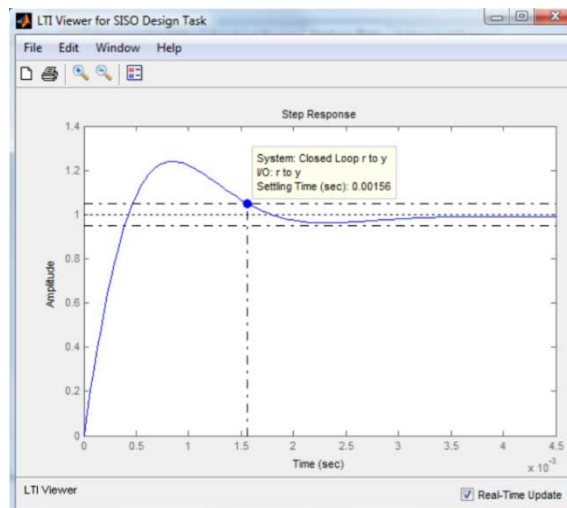 LTI Viewer for SISO Design Task
File Edit Window Help
Step Response
1.4
1.2
1
0.8
0.6
0.4
0.2
0
Amplitude
System: Closed Loop r to y
I/O: r to y
Settling Time (sec): 0.00156
0 0.5 1 1.5 2 2.5 3 3.5 4 4.5
Time (sec)
x 10⁻³
LTI Viewer
Real-Time Update